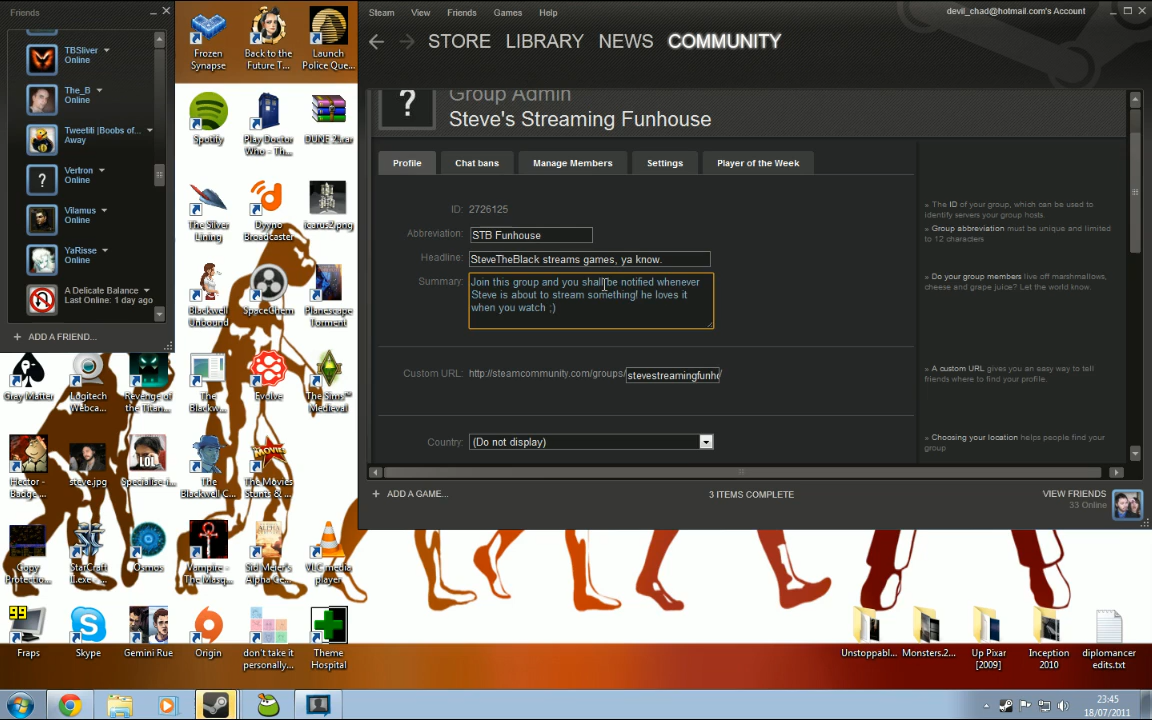 Friends
TBSliver
Online
The_B
Online
Tweetiti |Boobs of...
Away
Vertron
Online
Vilamus
Online
YaRisse
Online
A Delicate Balance
Last Online: 1 day ago
+ ADD A FRIEND...
Frozen
Synapse
Back to the
Future T...
Launch
Police Que...
Spotify
Play Doctor
Who - Th...
DUNE 2!.rar
The Silver
Lining
Dyyno
Broadcaster
icarus2.png
Blackwell
Unbound
SpaceChem
Planescape
Torment
Gray Matter
Logitech
Webca...
Revenge of
the Titan...
The
Blackw...
Evolve
The Sims™
Medieval
Hector -
Badge ...
steve.jpg
LOL
Specialise-i...
The
Blackwell C...
MOVIES
The Movies
Stunts & ...
Copy
Protectio...
StarCraft
II.exe - ...
Osmos
Vampire -
The Masq...
Sid Meier's
Alpha Ce...
VLC media
player
99
Fraps
Skype
Gemini Rue
Origin
don't take it
personally...
Theme
Hospital
Steam View Friends Games Help
devil_chad@hotmail.com's Account
STORE LIBRARY NEWS COMMUNITY
?
Group Admin
Steve's Streaming Funhouse
Profile Chat bans Manage Members Settings Player of the Week
ID: 2726125
Abbreviation: STB Funhouse
Headline: SteveTheBlack streams games, ya know.
Summary: Join this group and you shall be notified whenever
Steve is about to stream something! he loves it
when you watch ;)
Custom URL: http://steamcommunity.com/groups/ stevestreamingfunho /
Country: (Do not display)
» The ID of your group, which can be used to
identify servers your group hosts.
» Group abbreviation must be unique and limited
to 12 characters
» Do your group members live off marshmallows,
cheese and grape juice? Let the world know.
» A custom URL gives you an easy way to tell
friends where to find your profile.
» Choosing your location helps people find your
group
+ ADD A GAME...
3 ITEMS COMPLETE
VIEW FRIENDS
33 Online
Unstoppabl...
Monsters.2...
Up Pixar
[2009]
Inception
2010
diplomancer
edits.txt
23:45
18/07/2011